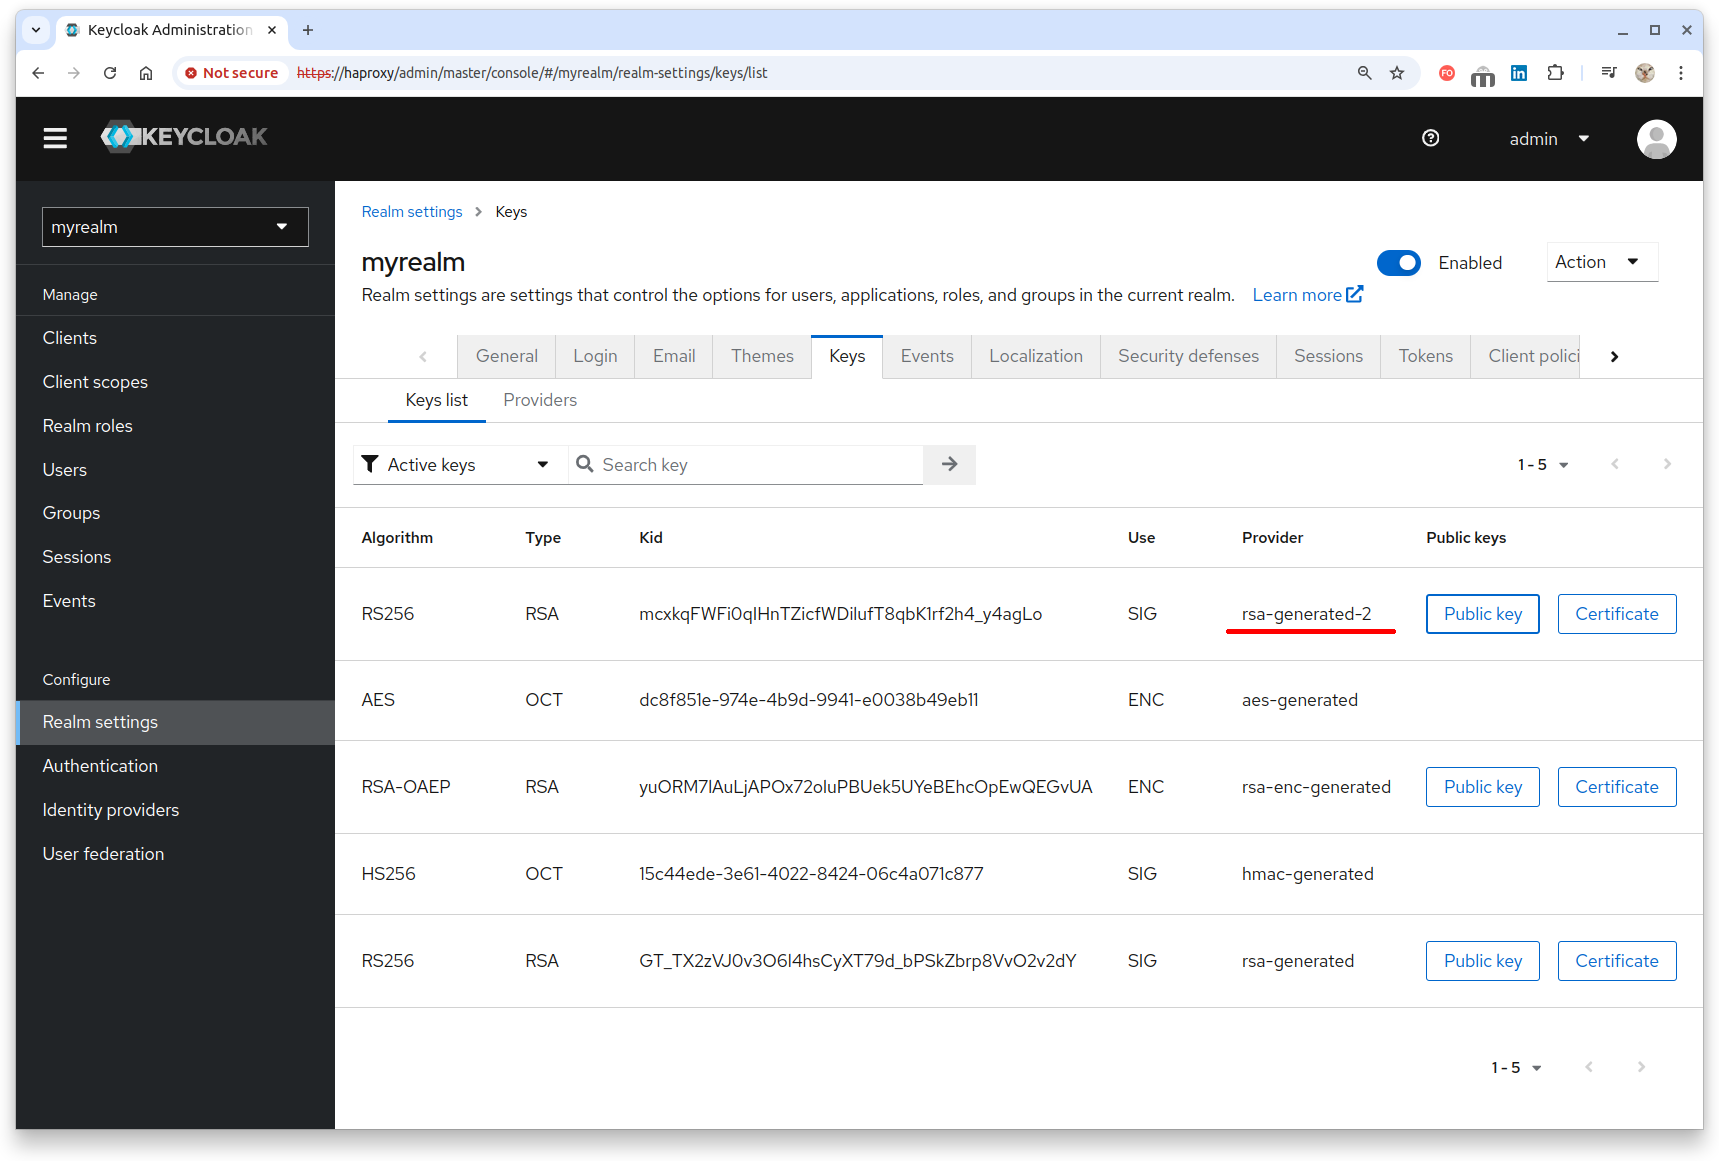 Keycloak Administration
Not secure https://haproxy/admin/master/console/#/myrealm/realm-settings/keys/list
FO
in
KEYCLOAK
admin
myrealm
Manage
Clients
Client scopes
Realm roles
Users
Groups
Sessions
Events
Configure
Realm settings
Authentication
Identity providers
User federation
Realm settings > Keys
myrealm
Enabled
Action
Realm settings are settings that control the options for users, applications, roles, and groups in the current realm. Learn more
General Login Email Themes Keys Events Localization Security defenses Sessions Tokens Client polici
Keys list Providers
Active keys Search key 1 - 5
Algorithm Type Kid Use Provider Public keys
RS256 RSA mcxkqFWFi0qIHnTZicfWDilufT8qbK1rf2h4_y4agLo SIG rsa-generated-2 Public key Certificate
AES OCT dc8f851e-974e-4b9d-9941-e0038b49eb11 ENC aes-generated
RSA-OAEP RSA yuORM7lAuLjAPOx72oluPBUek5UYeBEhcOpEwQEGvUA ENC rsa-enc-generated Public key Certificate
HS256 OCT 15c44ede-3e61-4022-8424-06c4a071c877 SIG hmac-generated
RS256 RSA GT_TX2zVJ0v3O6I4hsCyXT79d_bPSkZbrp8VvO2v2dY SIG rsa-generated Public key Certificate
1 - 5